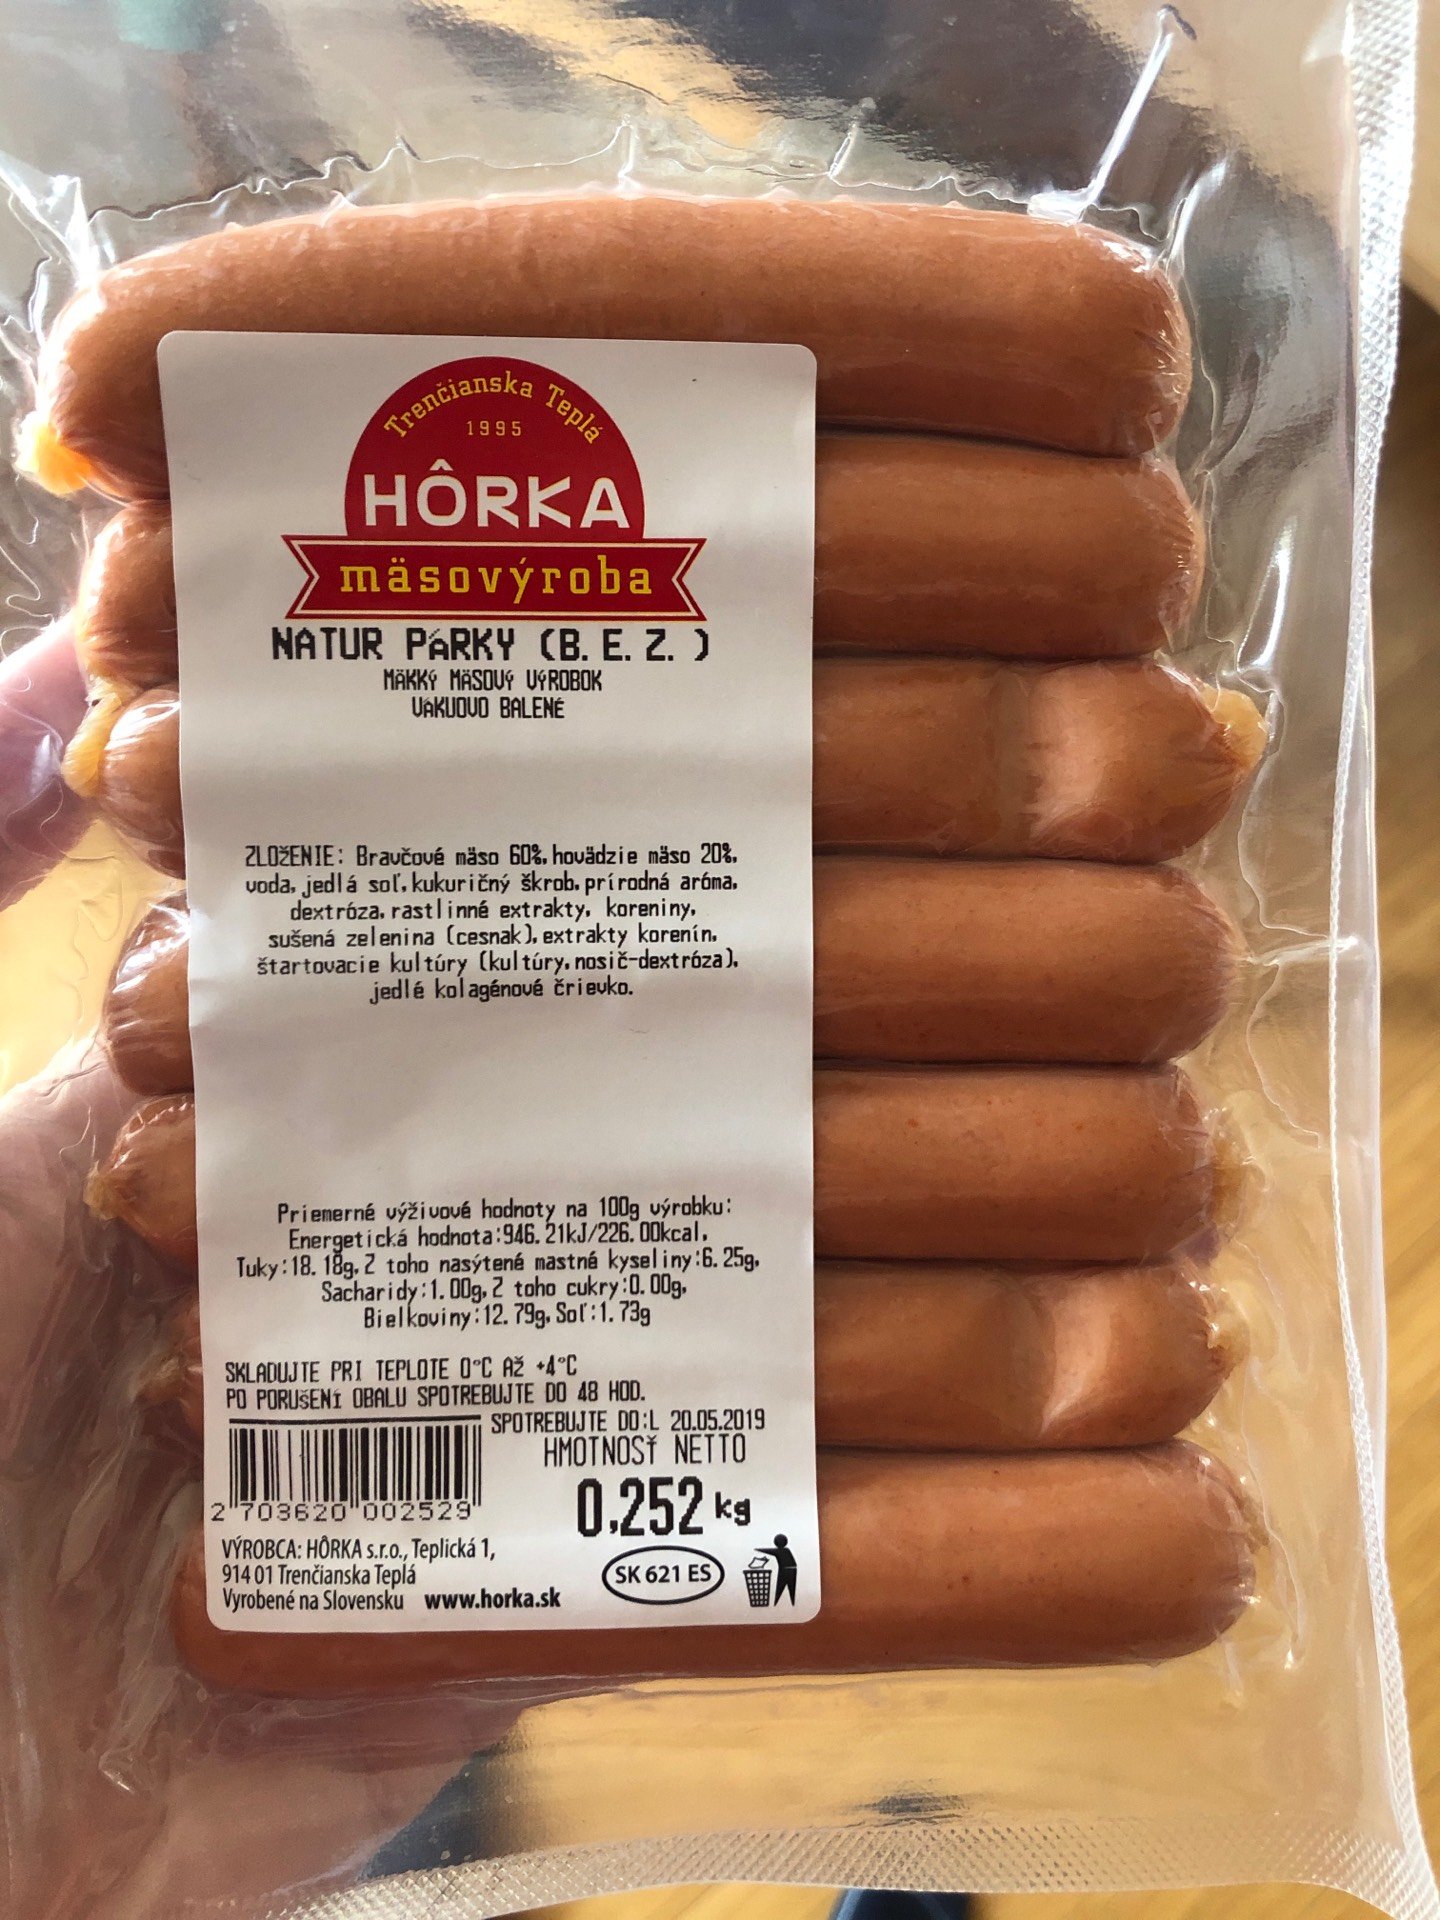 Trenčianska Teplá
1995
HÔRKA
mäsovýroba
NATUR PÁRKY (B.E.Z.)
MÄKKÝ MÄSOVÝ VÝROBOK
VÁKUOVO BALENÉ
ZLOŽENIE: Bravčové mäso 60%, hovädzie mäso 20%,
voda, jedlá soľ, kukuričný škrob, prírodná aróma,
dextróza, rastlinné extrakty, koreniny,
sušená zelenina (cesnak), extrakty korenín,
štartovacie kultúry (kultúry, nosič-dextróza),
jedlé kolagénové črievko.
Priemerné výživové hodnoty na 100g výrobku:
Energetická hodnota:946.21kJ/226.00kcal,
Tuky:18.18g, Z toho nasýtené mastné kyseliny:6.25g,
Sacharidy:1.00g, Z toho cukry:0.00g,
Bielkoviny:12.79g, Soľ:1.73g
SKLADUJTE PRI TEPLOTE 0°C AŽ +4°C
PO PORUŠENÍ OBALU SPOTREBUJTE DO 48 HOD.
SPOTREBUJTE DO:L 20.05.2019
HMOTNOSŤ NETTO
0,252 kg
2 703620 002529
VÝROBCA: HÔRKA s.r.o., Teplická 1,
914 01 Trenčianska Teplá
Vyrobené na Slovensku www.horka.sk
SK 621 ES